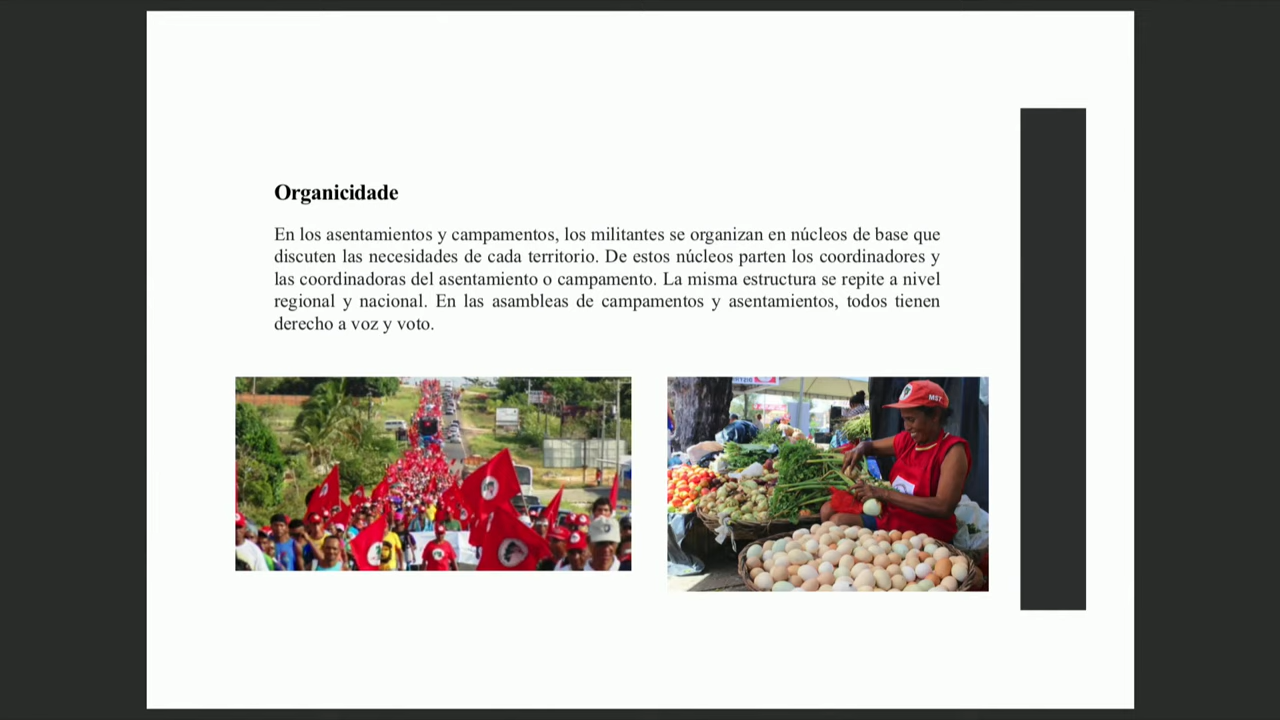 Organicidade
En los asentamientos y campamentos, los militantes se organizan en núcleos de base que
discuten las necesidades de cada territorio. De estos núcleos parten los coordinadores y
las coordinadoras del asentamiento o campamento. La misma estructura se repite a nivel
regional y nacional. En las asambleas de campamentos y asentamientos, todos tienen
derecho a voz y voto.
MST